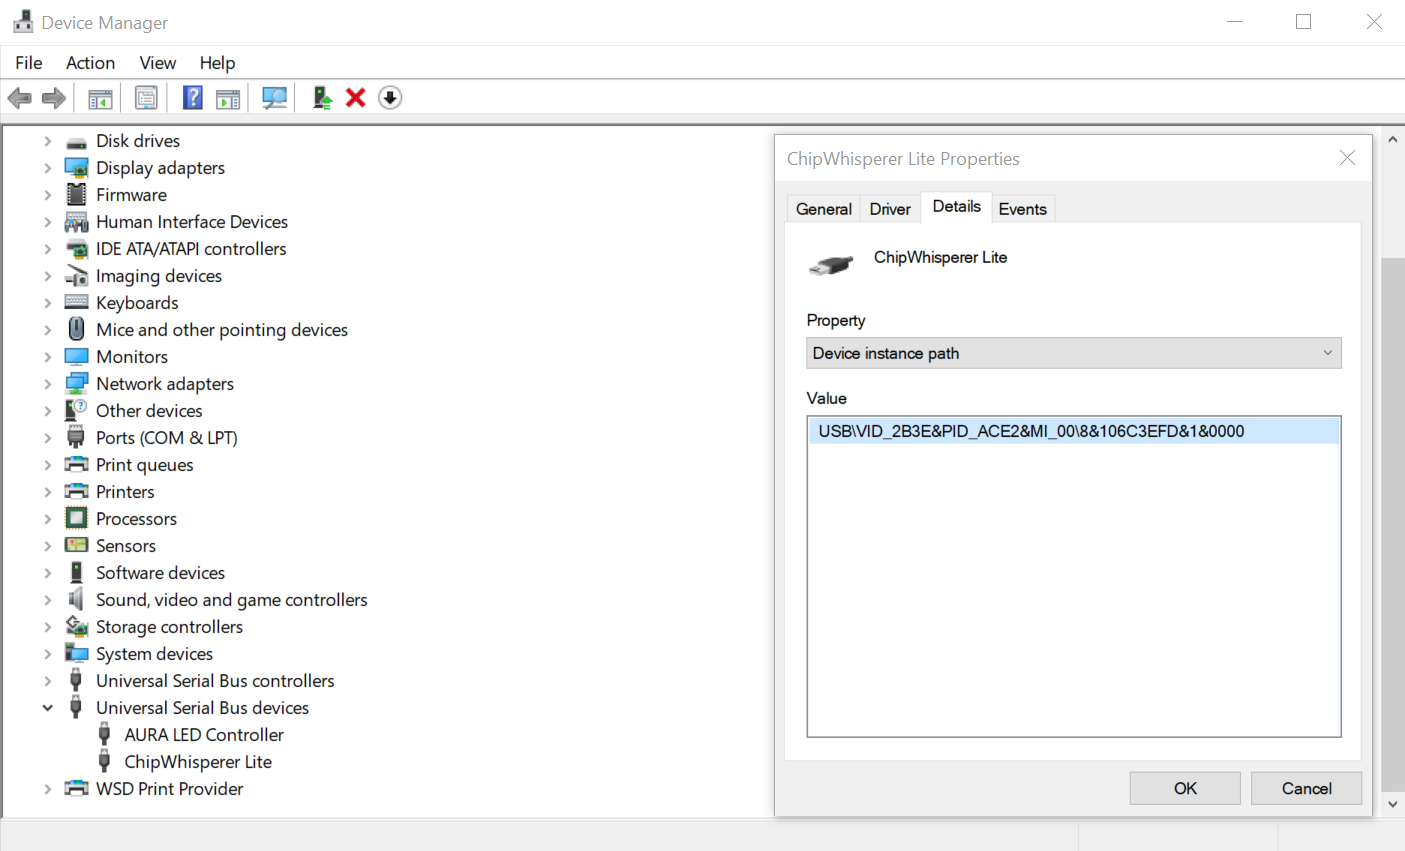 Device Manager
File Action View Help
Disk drives
Display adapters
Firmware
Human Interface Devices
IDE ATA/ATAPI controllers
Imaging devices
Keyboards
Mice and other pointing devices
Monitors
Network adapters
Other devices
Ports (COM & LPT)
Print queues
Printers
Processors
Sensors
Software devices
Sound, video and game controllers
Storage controllers
System devices
Universal Serial Bus controllers
Universal Serial Bus devices
AURA LED Controller
ChipWhisperer Lite
WSD Print Provider
ChipWhisperer Lite Properties
General Driver Details Events
ChipWhisperer Lite
Property
Device instance path
Value
USB\VID_2B3E&PID_ACE2&MI_00\8&106C3EFD&1&0000
OK Cancel